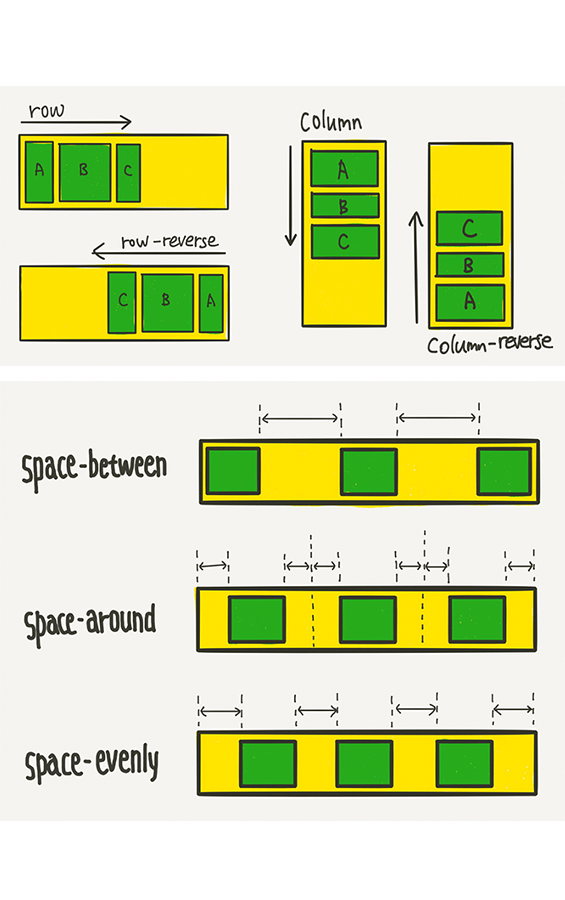 row
A B C
row-reverse
C B A
Column
A
B
C
C
B
A
Column-reverse
space-between
space-around
space-evenly